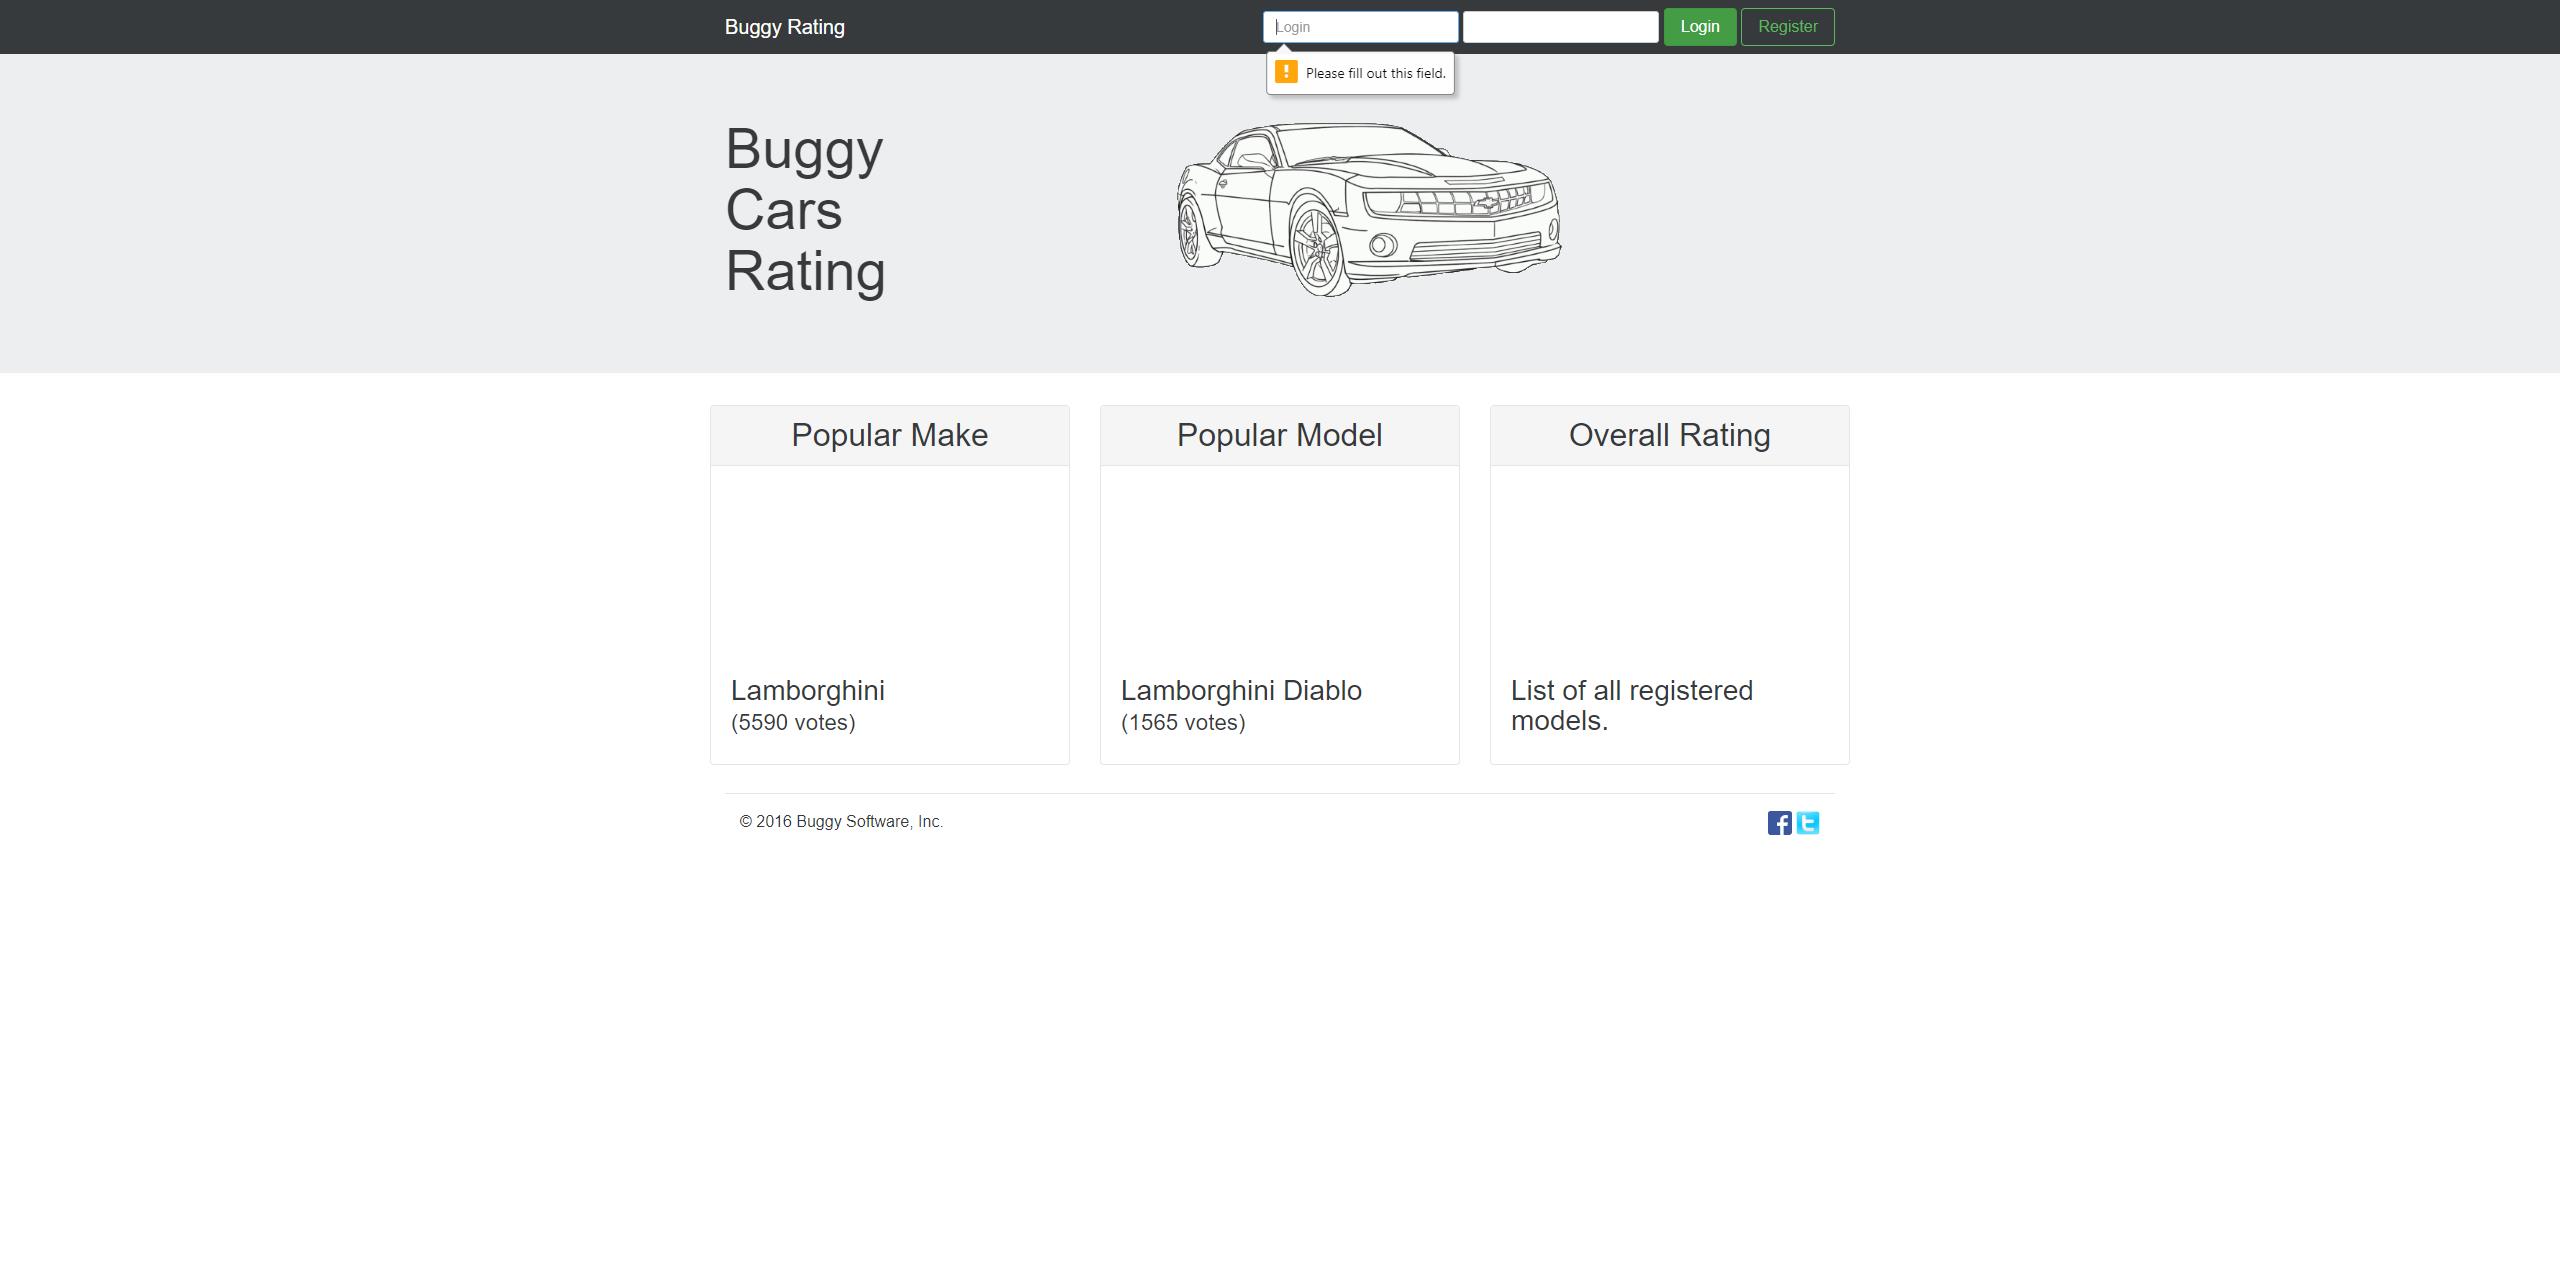 Buggy Rating
Login
Login
Register
Please fill out this field.
Buggy
Cars
Rating
Popular Make
Popular Model
Overall Rating
Lamborghini
(5590 votes)
Lamborghini Diablo
(1565 votes)
List of all registered
models.
© 2016 Buggy Software, Inc.